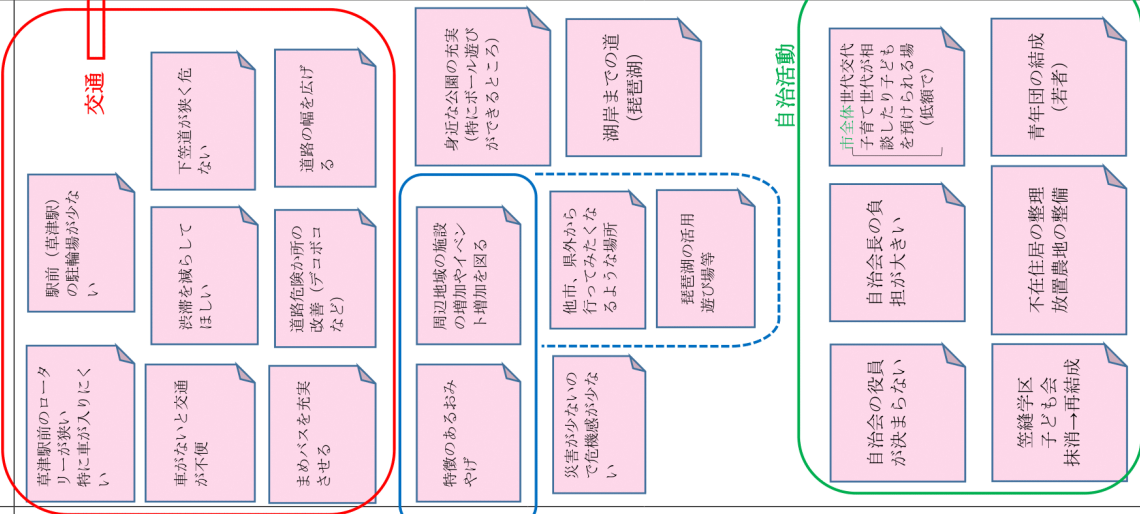 交通
草津駅前のロータ
リーが狭い
特に車が入りにく
い
駅前（草津駅）
の駐輪場が少な
い
車がないと交通
が不便
渋滞を減らして
ほしい
下笠道が狭く危
ない
まめバスを充実
させる
道路危険か所の
改善（デコボコ
など）
道路の幅を広げ
る
特徴のあるおみ
やげ
周辺地域の施設
の増加やイベン
ト増加を図る
身近な公園の充実
（特にボール遊び
ができるところ）
災害が少ないの
で危機感が少な
い
他市、県外から
行ってみたくな
るような場所
琵琶湖の活用
遊び場等
湖岸までの道
（琵琶湖）
自治活動
自治会の役員
が決まらない
自治会長の負
担が大きい
市全体世代交代
子育て世代が相
談したり子ども
を預けられる場
（低額で）
笠縫学区
子ども会
抹消→再結成
不在住居の整理
放置農地の整備
青年団の結成
（若者）